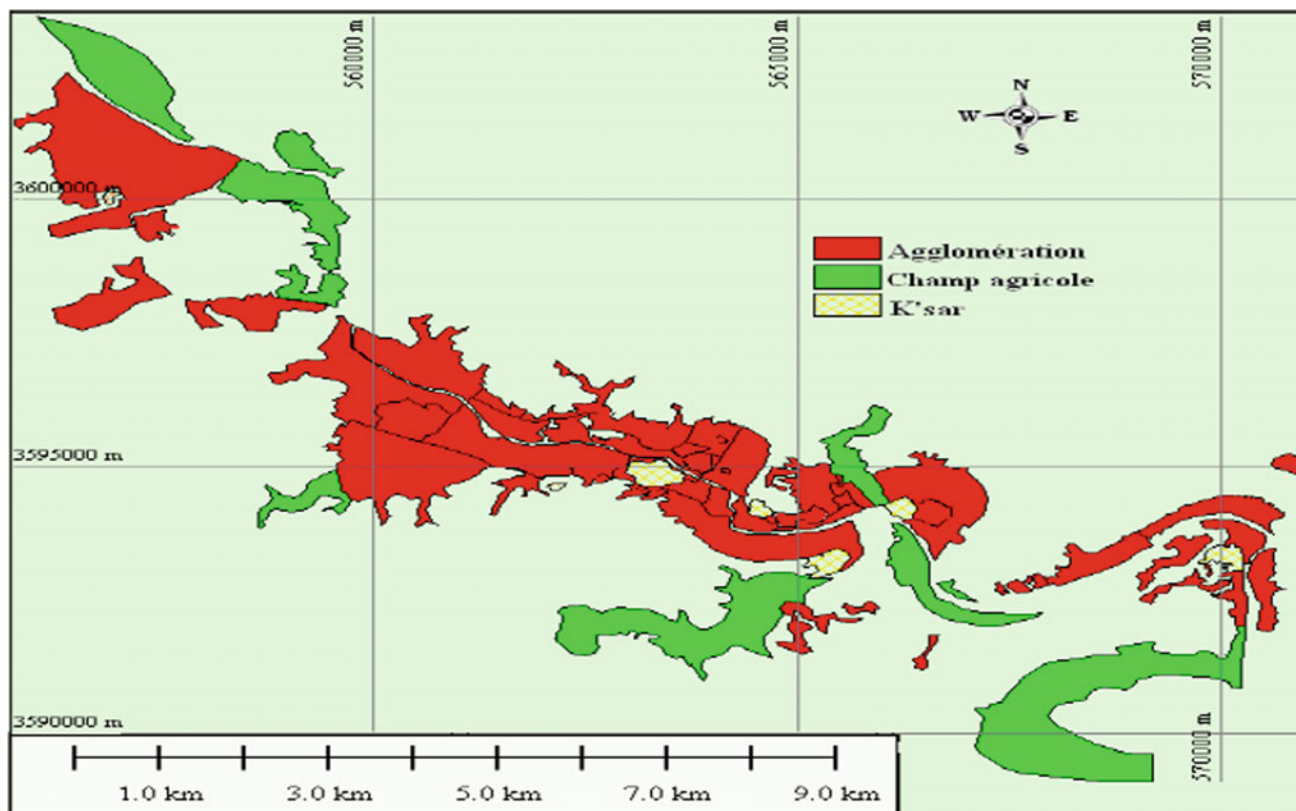 560000 m
565000 m
570000 m
N
W E
S
3600000 m
Agglomération
Champ agricole
K'sar
3595000 m
3590000 m
570000 m
1.0 km 3.0 km 5.0 km 7.0 km 9.0 km